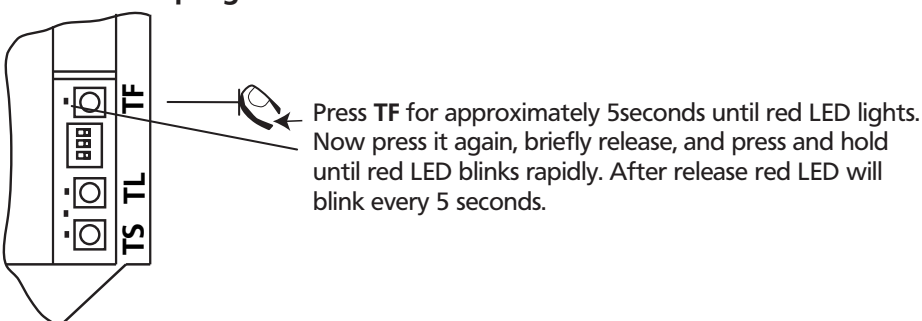 TF
TL
TS
Press TF for approximately 5seconds until red LED lights.
Now press it again, briefly release, and press and hold
until red LED blinks rapidly. After release red LED will
blink every 5 seconds.